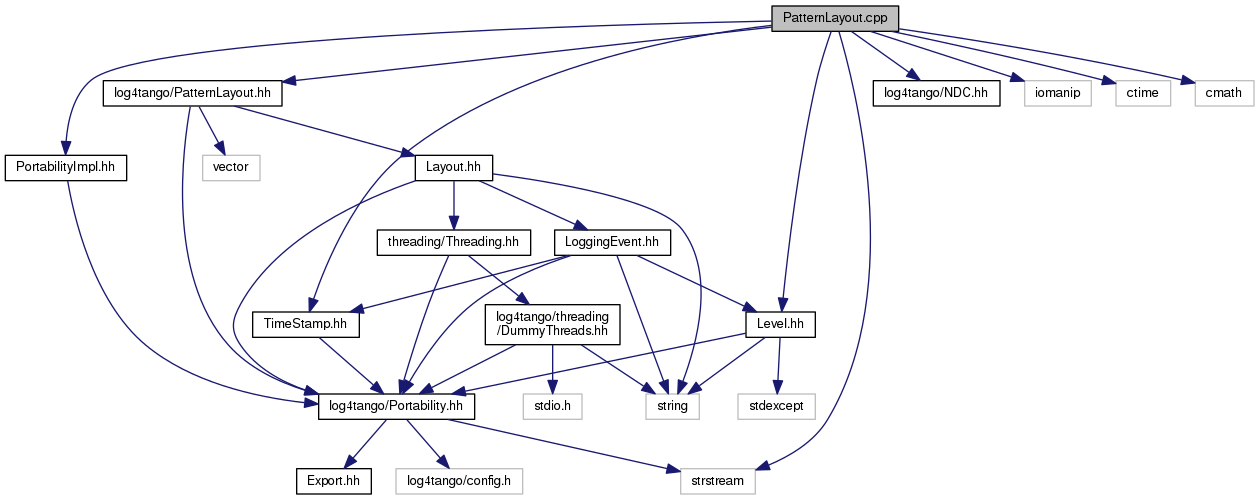 PatternLayout.cpp
log4tango/PatternLayout.hh
log4tango/NDC.hh
iomanip
ctime
cmath
PortabilityImpl.hh
vector
Layout.hh
threading/Threading.hh
LoggingEvent.hh
TimeStamp.hh
log4tango/threading
/DummyThreads.hh
Level.hh
log4tango/Portability.hh
stdio.h
string
stdexcept
Export.hh
log4tango/config.h
strstream